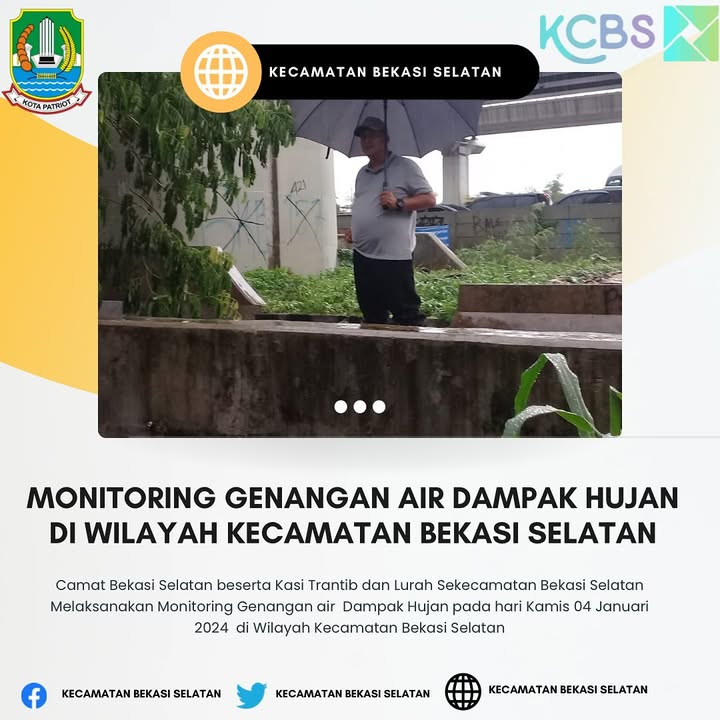 KOTA PATRIOT
KCBS
KECAMATAN BEKASI SELATAN
MONITORING GENANGAN AIR DAMPAK HUJAN
DI WILAYAH KECAMATAN BEKASI SELATAN
Camat Bekasi Selatan beserta Kasi Trantib dan Lurah Sekecamatan Bekasi Selatan
Melaksanakan Monitoring Genangan air Dampak Hujan pada hari Kamis 04 Januari
2024 di Wilayah Kecamatan Bekasi Selatan
KECAMATAN BEKASI SELATAN
KECAMATAN BEKASI SELATAN
KECAMATAN BEKASI SELATAN